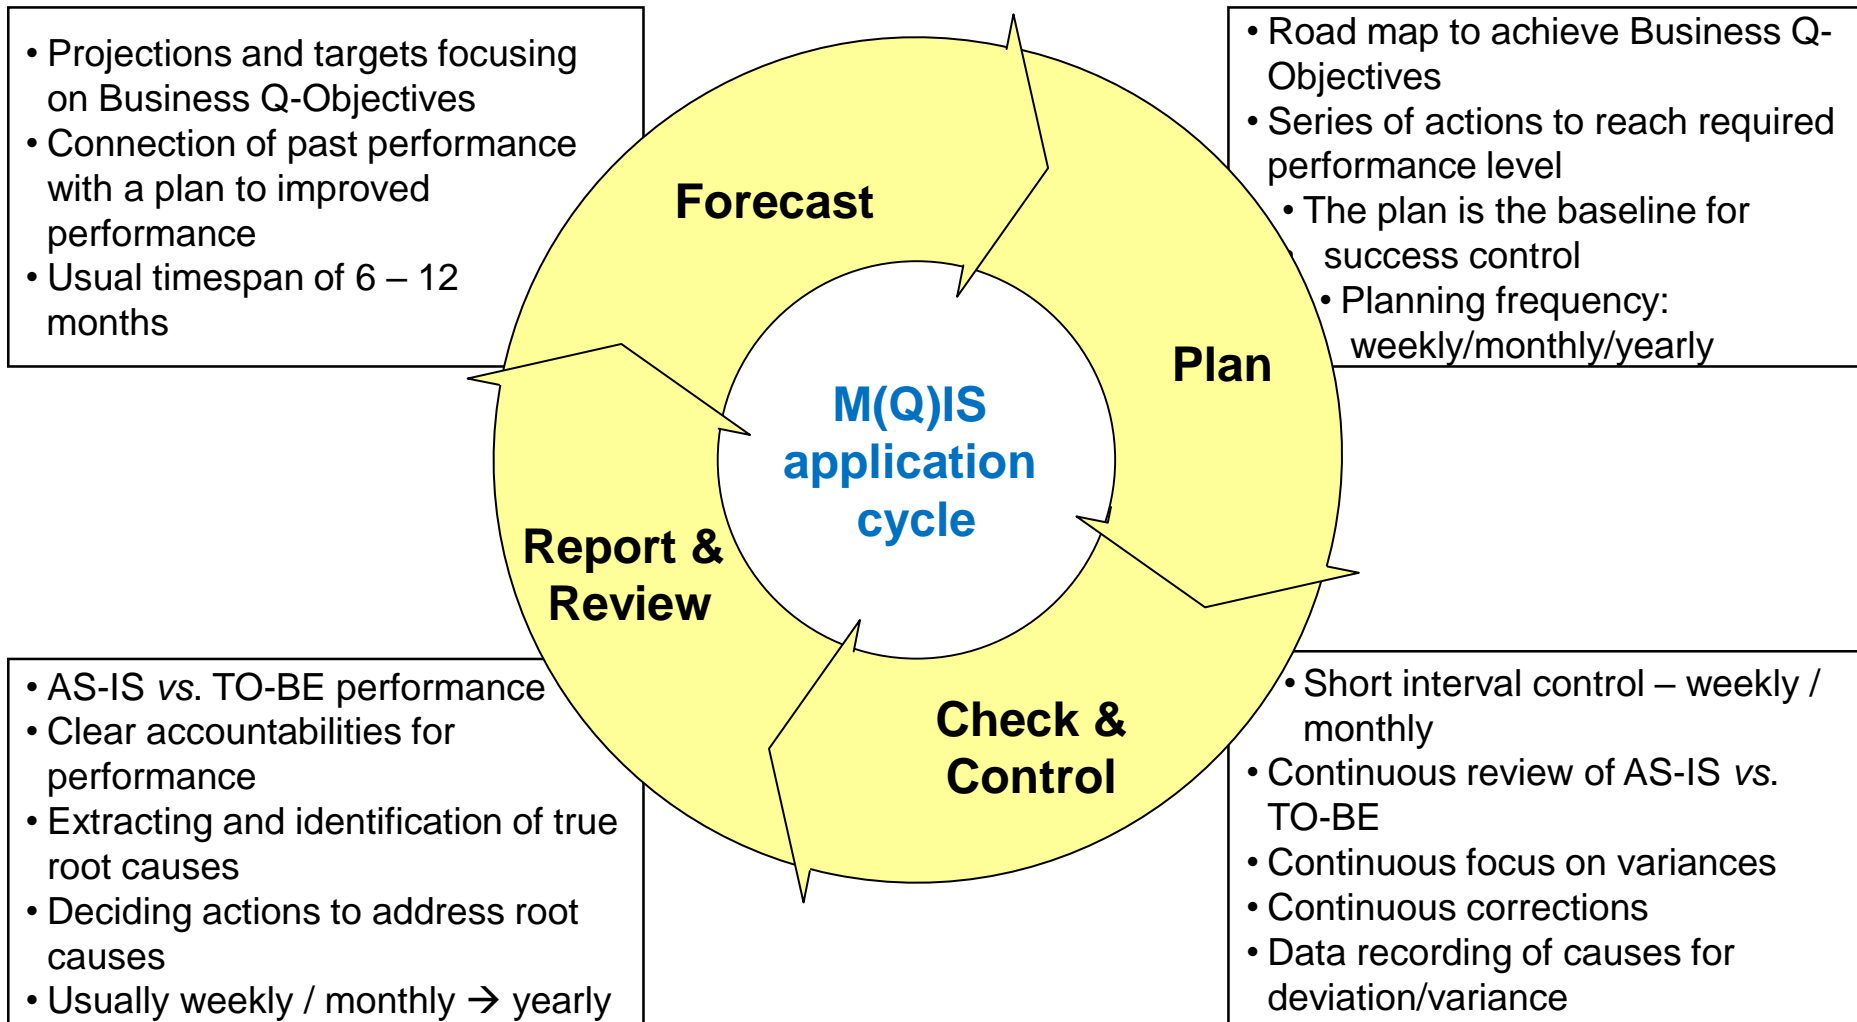 • Projections and targets focusing
on Business Q-Objectives
• Connection of past performance
with a plan to improved
performance
• Usual timespan of 6 – 12
months
• Road map to achieve Business Q-
Objectives
• Series of actions to reach required
performance level
• The plan is the baseline for
success control
• Planning frequency:
weekly/monthly/yearly
Forecast
Plan
M(Q)IS
application
cycle
Report &
Review
Check &
Control
• AS-IS vs. TO-BE performance
• Clear accountabilities for
performance
• Extracting and identification of true
root causes
• Deciding actions to address root
causes
• Usually weekly / monthly → yearly
• Short interval control – weekly /
monthly
• Continuous review of AS-IS vs.
TO-BE
• Continuous focus on variances
• Continuous corrections
• Data recording of causes for
deviation/variance